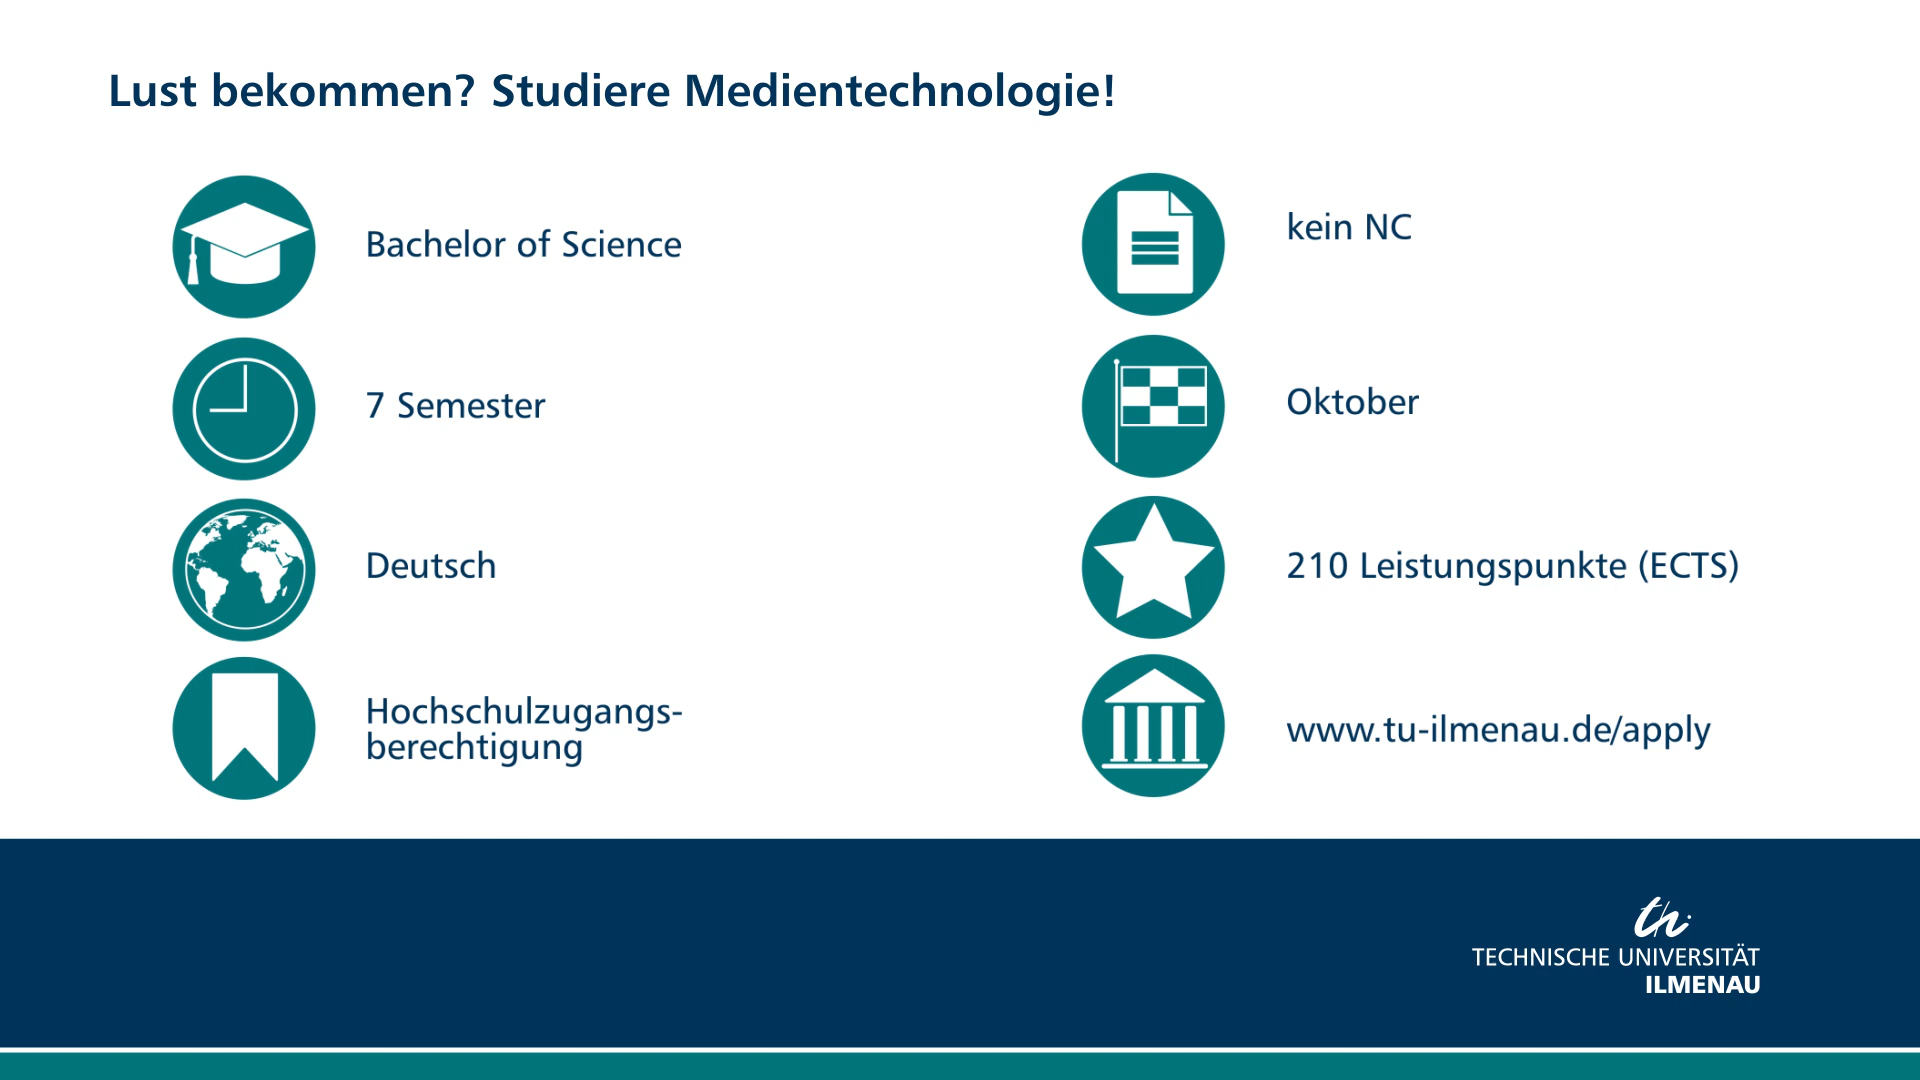 Lust bekommen? Studiere Medientechnologie!
Bachelor of Science
7 Semester
Deutsch
Hochschulzugangs-
berechtigung
kein NC
Oktober
210 Leistungspunkte (ECTS)
www.tu-ilmenau.de/apply
th
TECHNISCHE UNIVERSITÄT
ILMENAU